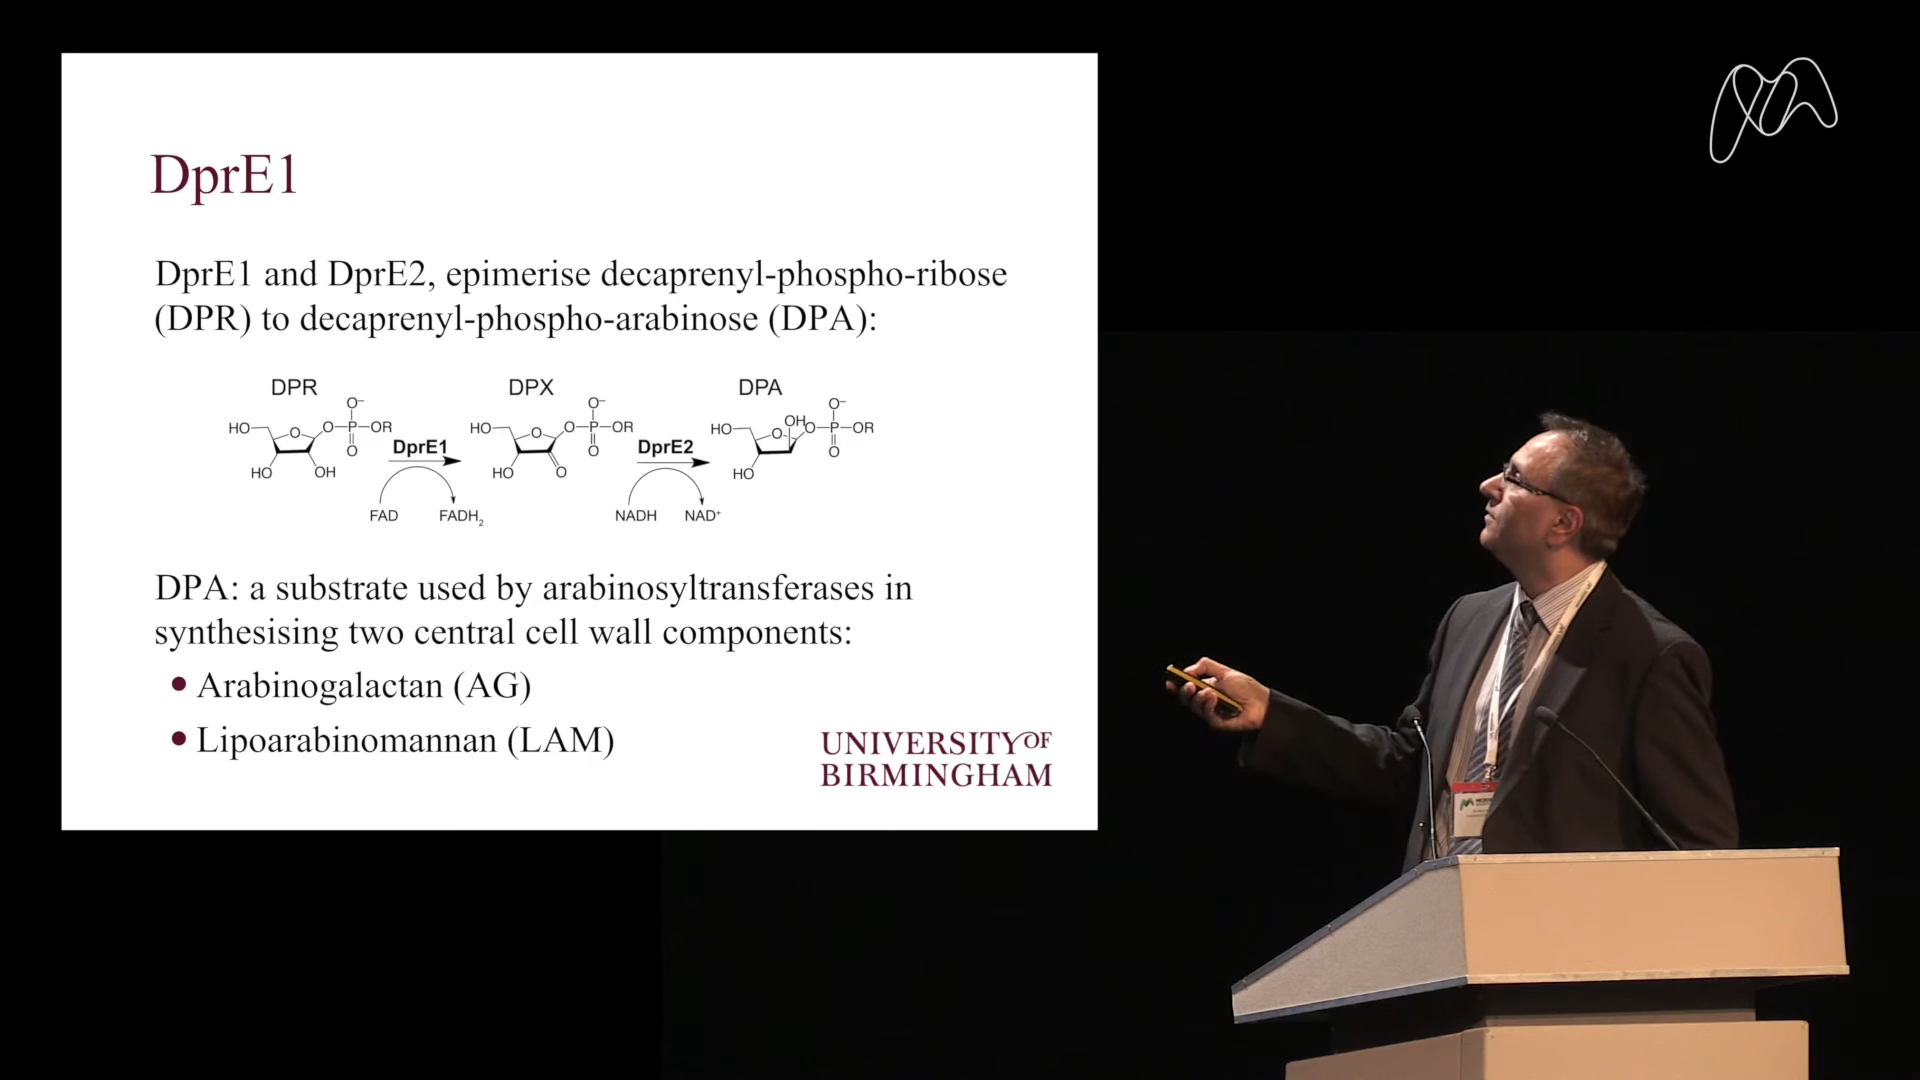 DprE1
DprE1 and DprE2, epimerise decaprenyl-phospho-ribose
(DPR) to decaprenyl-phospho-arabinose (DPA):
DPR DPX DPA
O⁻ O⁻ O⁻
HO O O P OR HO O O P OR HO O OH O P OR
DprE1 DprE2
O O O
HO OH HO O HO
FAD FADH₂ NADH NAD⁺
DPA: a substrate used by arabinosyltransferases in
synthesising two central cell wall components:
• Arabinogalactan (AG)
• Lipoarabinomannan (LAM)
UNIVERSITY OF
BIRMINGHAM